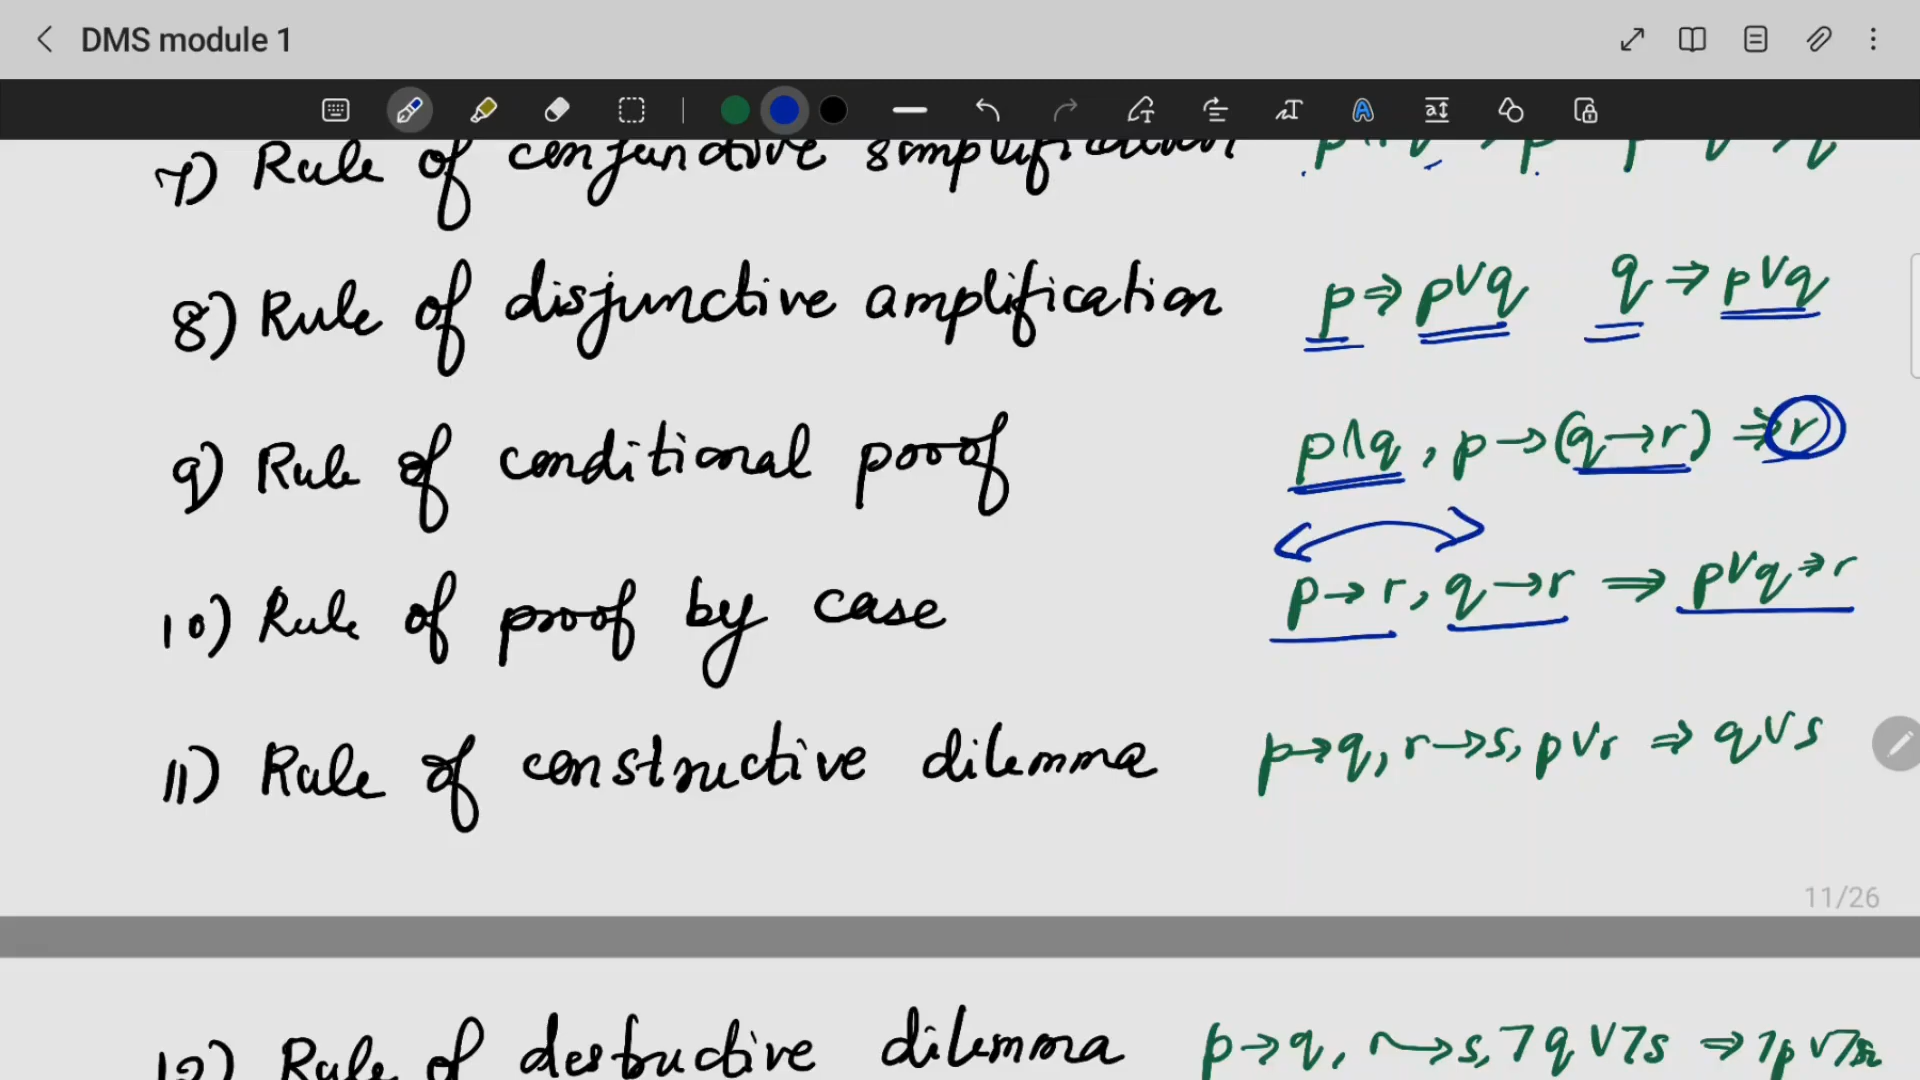 DMS module 1
7) Rule of conjunctive simplification
8) Rule of disjunctive amplification p ⇒ p∨q q ⇒ p∨q
9) Rule of conditional proof p∧q, p→(q→r) ⇒ r
10) Rule of proof by case p→r, q→r ⇒ p∨q→r
11) Rule of constructive dilemma p→q, r→s, p∨r ⇒ q∨s
11/26
12) Rule of destructive dilemma p→q, r→s, ¬q∨¬s ⇒ ¬p∨¬r